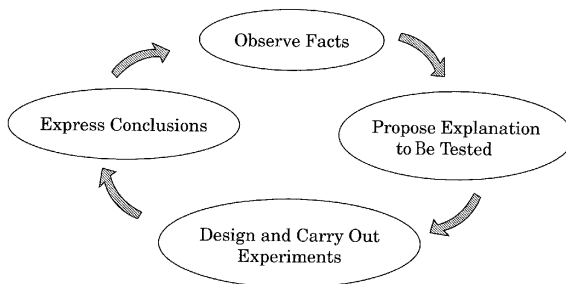 Observe Facts
Propose Explanation
to Be Tested
Design and Carry Out
Experiments
Express Conclusions